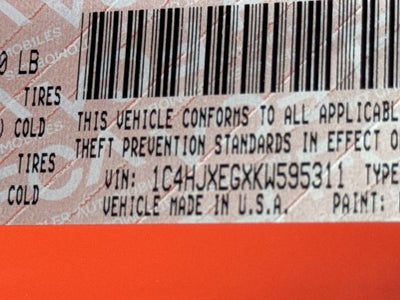 0 LB
TIRES
THIS VEHICLE CONFORMS TO ALL APPLICABL
) COLD
THEFT PREVENTION STANDARDS IN EFFECT O
TIRES
VIN: 1C4HJXEGXKW595311 TYPE
COLD
VEHICLE MADE IN U.S.A. PAINT: